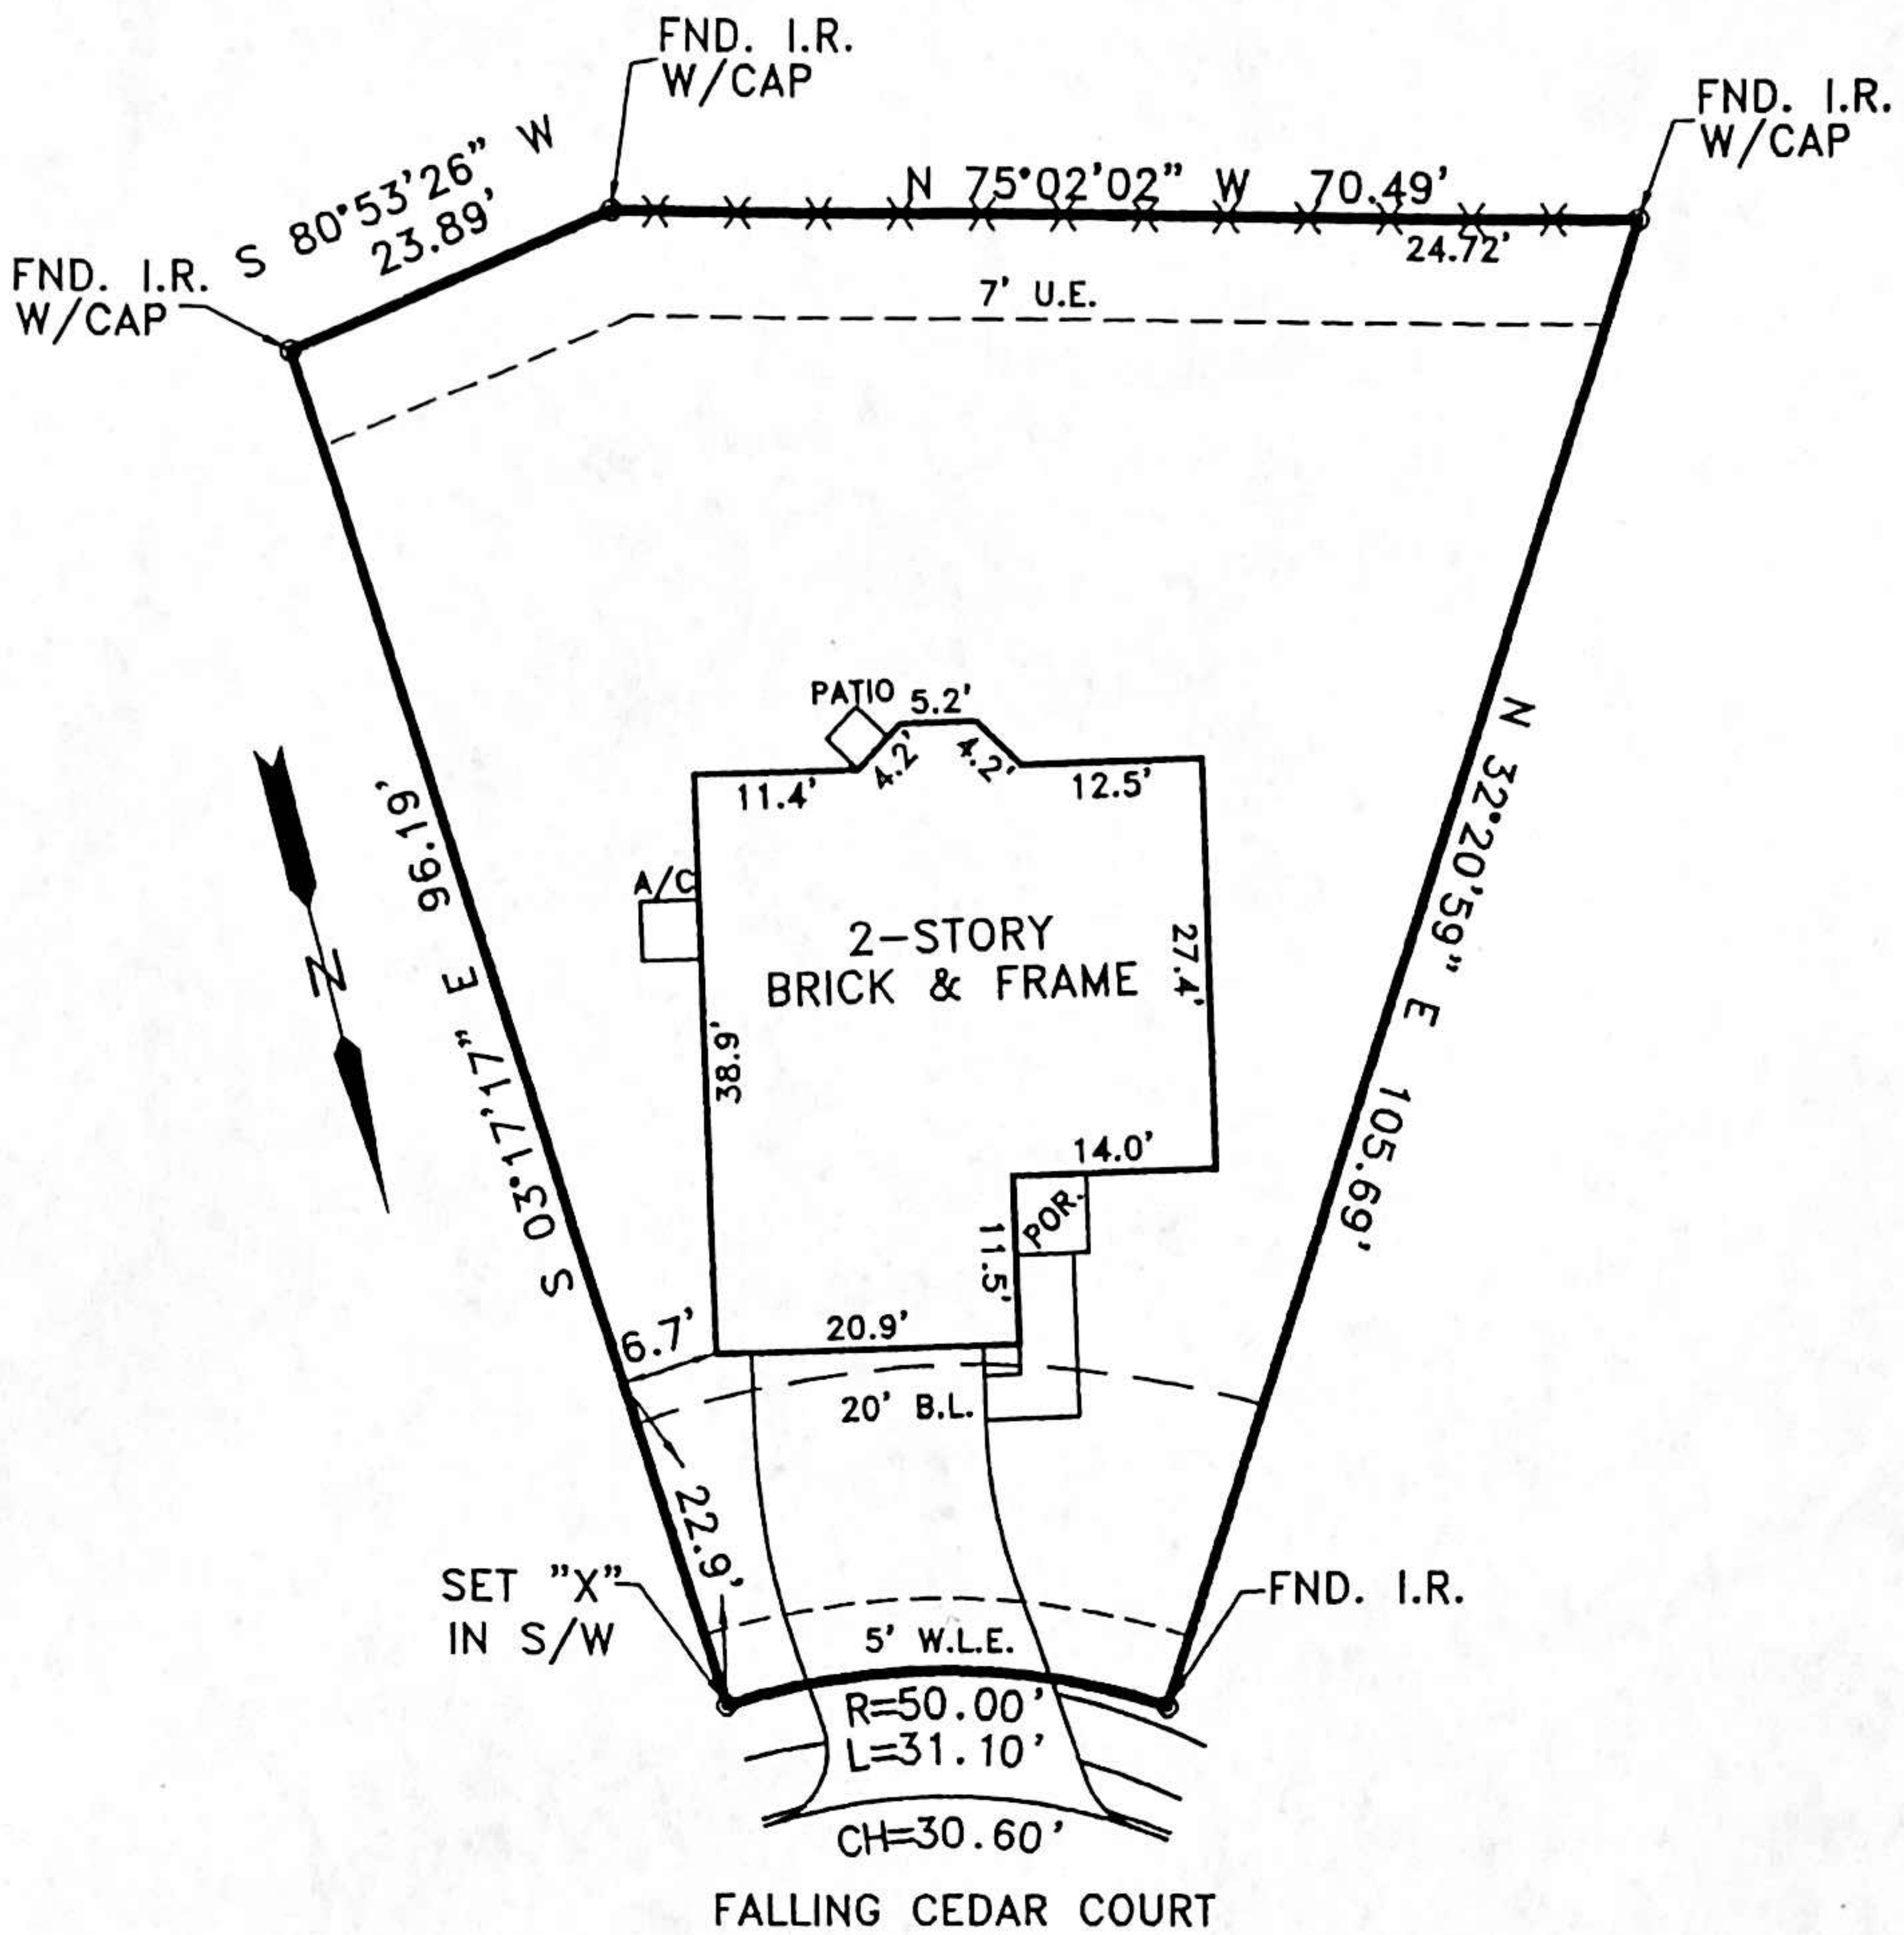 FND. I.R.
W/CAP
FND. I.R.
W/CAP
S 80°53'26" W
23.89'
N 75°02'02" W 70.49'
24.72'
FND. I.R.
W/CAP
7' U.E.
PATIO
5.2'
4.2'
4.2'
11.4'
12.5'
S 03°17'17" E 96.19'
N 32°20'59" E 105.69'
A/C
2-STORY
BRICK & FRAME
27.4'
N
38.9'
14.0'
POR.
11.5'
6.7'
20.9'
20' B.L.
22.9'
SET "X"
IN S/W
FND. I.R.
5' W.L.E.
R=50.00'
L=31.10'
CH=30.60'
FALLING CEDAR COURT